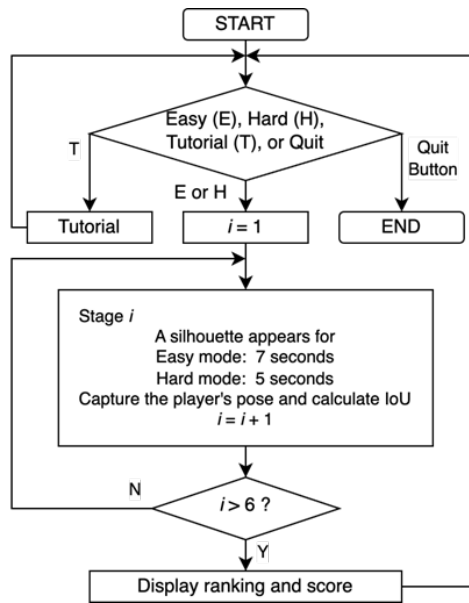 START
Easy (E), Hard (H),
Tutorial (T), or Quit
T
Quit
Button
E or H
Tutorial
i = 1
END
Stage i
A silhouette appears for
Easy mode: 7 seconds
Hard mode: 5 seconds
Capture the player's pose and calculate IoU
i = i + 1
N
i > 6 ?
Y
Display ranking and score